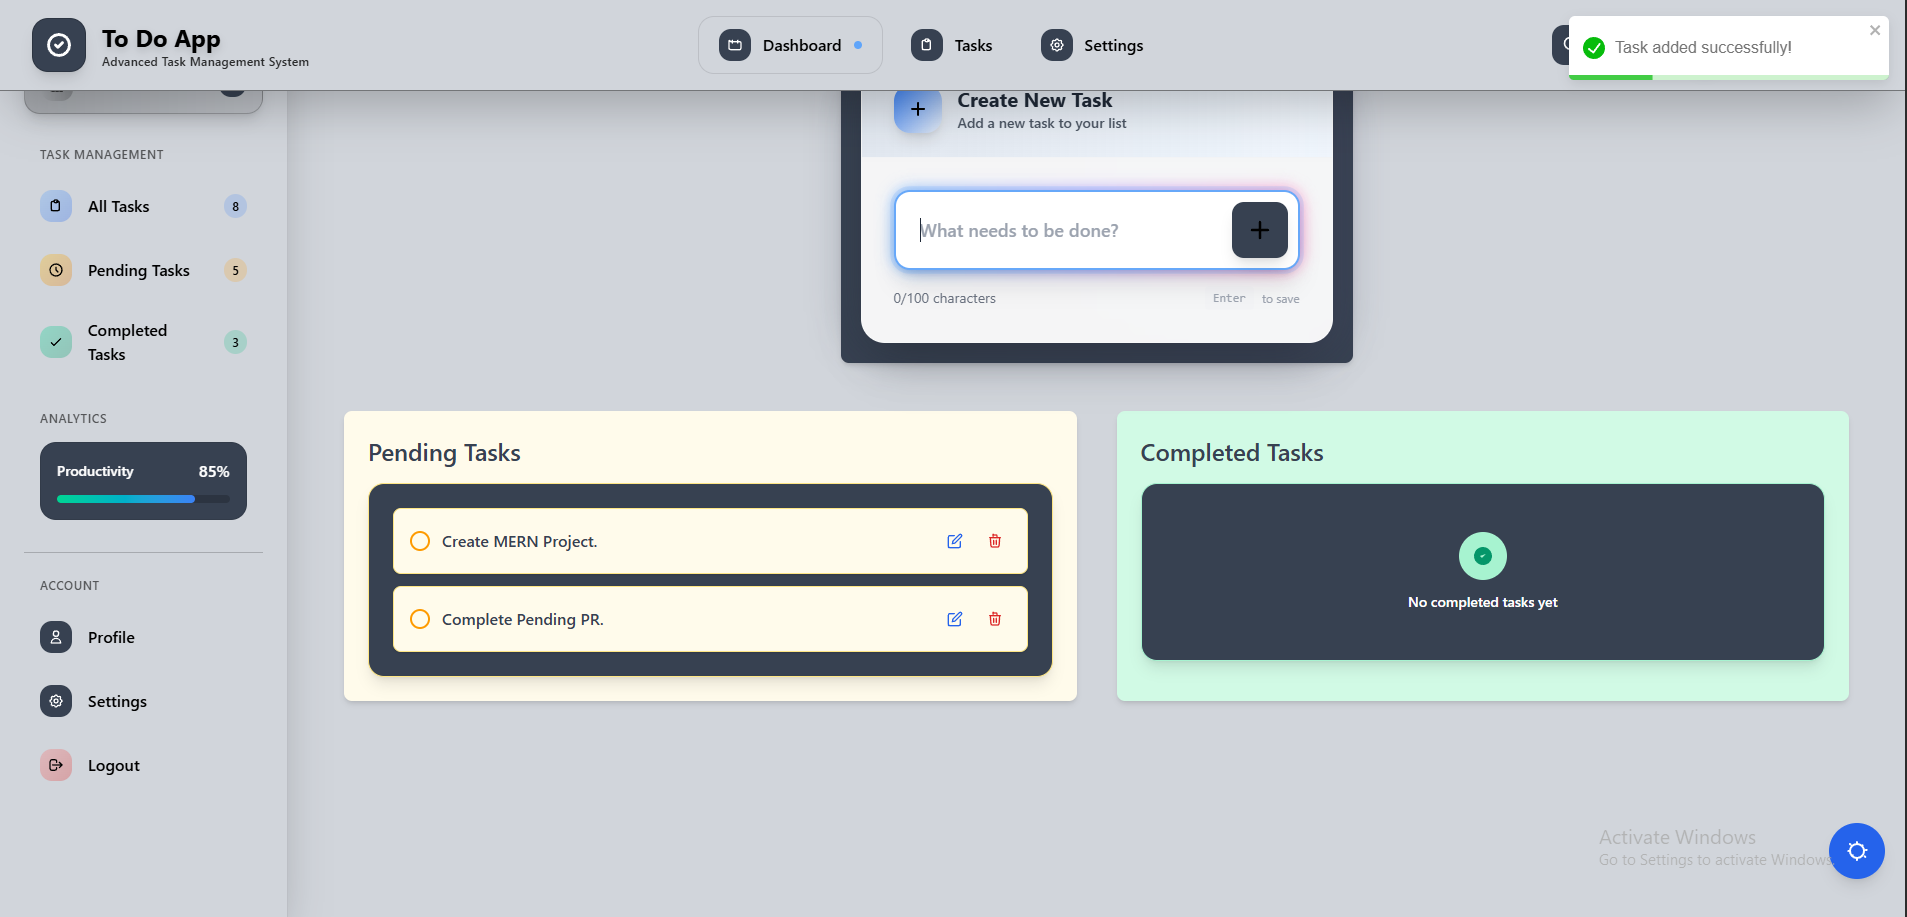 To Do App
Advanced Task Management System
Dashboard
Tasks
Settings
Task added successfully!
TASK MANAGEMENT
All Tasks
8
Pending Tasks
5
Completed
Tasks
3
ANALYTICS
Productivity
85%
ACCOUNT
Profile
Settings
Logout
Create New Task
Add a new task to your list
What needs to be done?
0/100 characters
Enter to save
Pending Tasks
Create MERN Project.
Complete Pending PR.
Completed Tasks
No completed tasks yet
Activate Windows
Go to Settings to activate Windows.